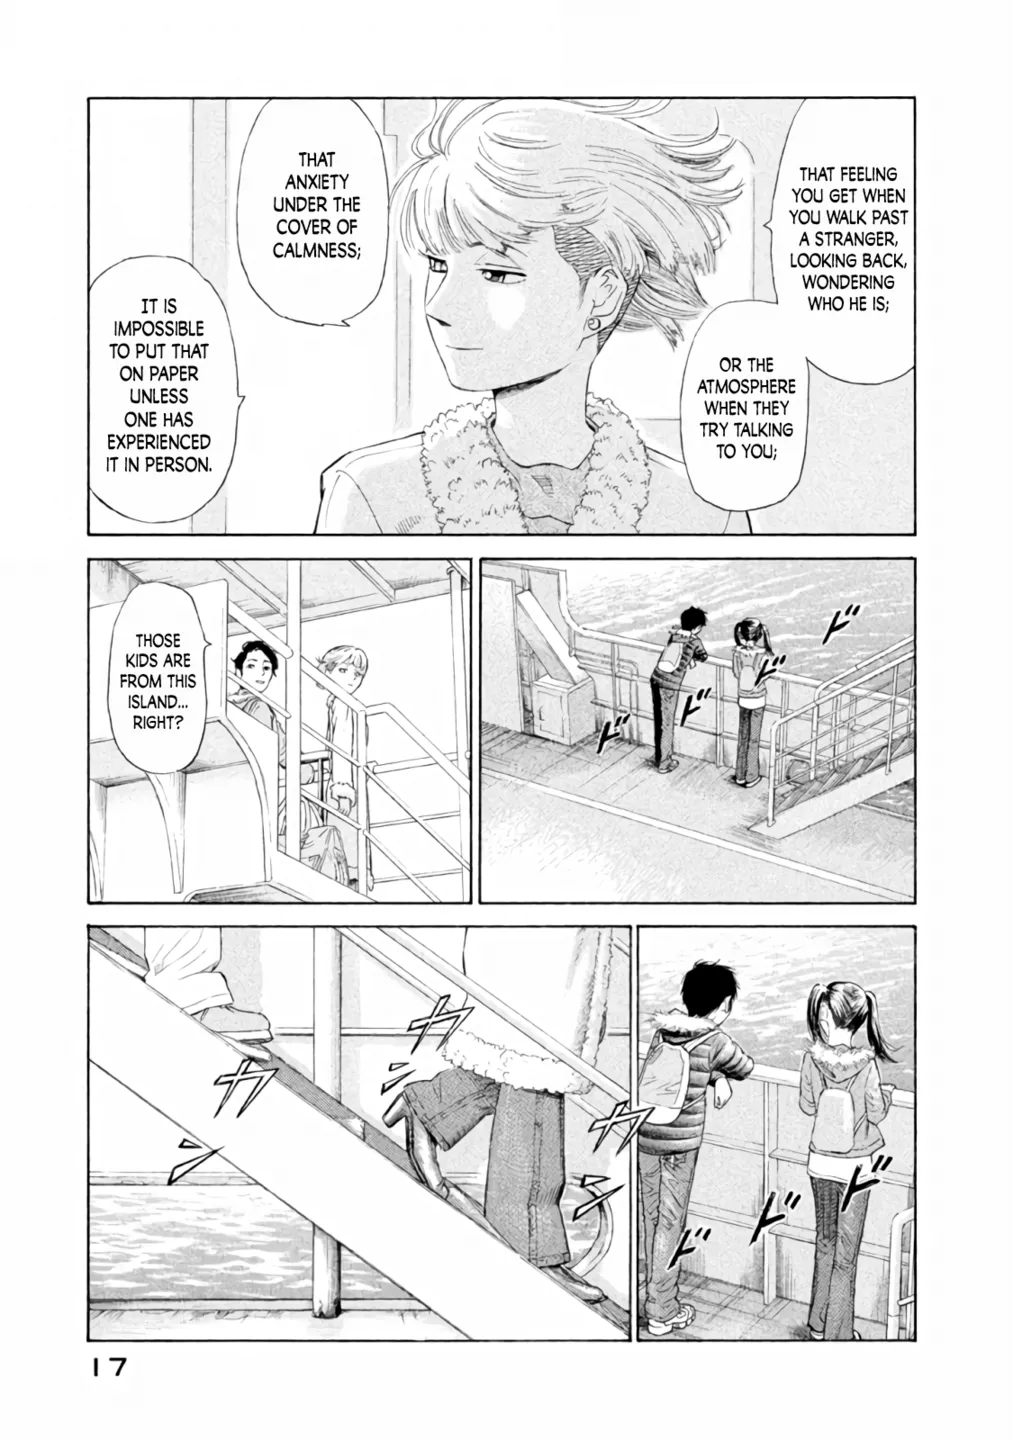 THAT FEELING
YOU GET WHEN
YOU WALK PAST
A STRANGER,
LOOKING BACK,
WONDERING
WHO HE IS;
OR THE
ATMOSPHERE
WHEN THEY
TRY TALKING
TO YOU;
THAT
ANXIETY
UNDER THE
COVER OF
CALMNESS;
IT IS
IMPOSSIBLE
TO PUT THAT
ON PAPER
UNLESS
ONE HAS
EXPERIENCED
IT IN PERSON.
ド
ド
ド
ド
THOSE
KIDS ARE
FROM THIS
ISLAND...
RIGHT?
ド
ド
ド
カン
カン
カン
17